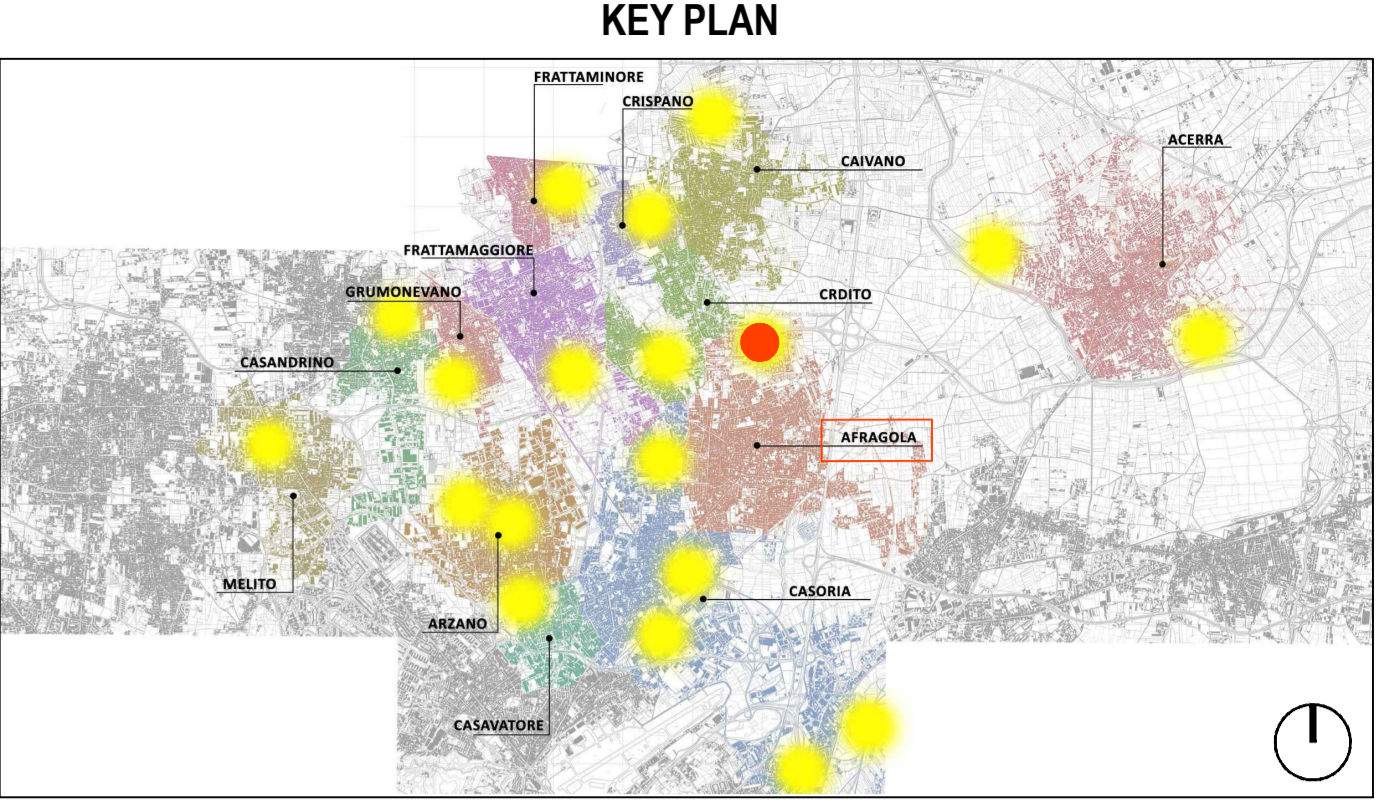 KEY PLAN
FRATTAMINORE
CRISPANO
ACERRA
CAIVANO
FRATTAMAGGIORE
GRUMONEVANO
CRDITO
CASANDRINO
AFRAGOLA
MELITO
CASORIA
ARZANO
CASAVATORE